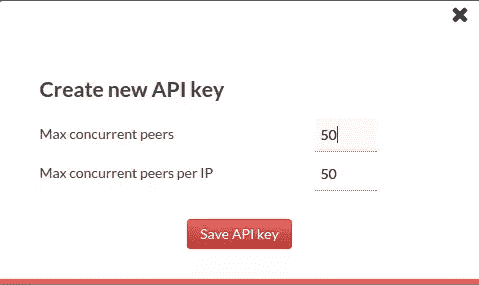 Create new API key
Max concurrent peers 50
Max concurrent peers per IP 50
Save API key